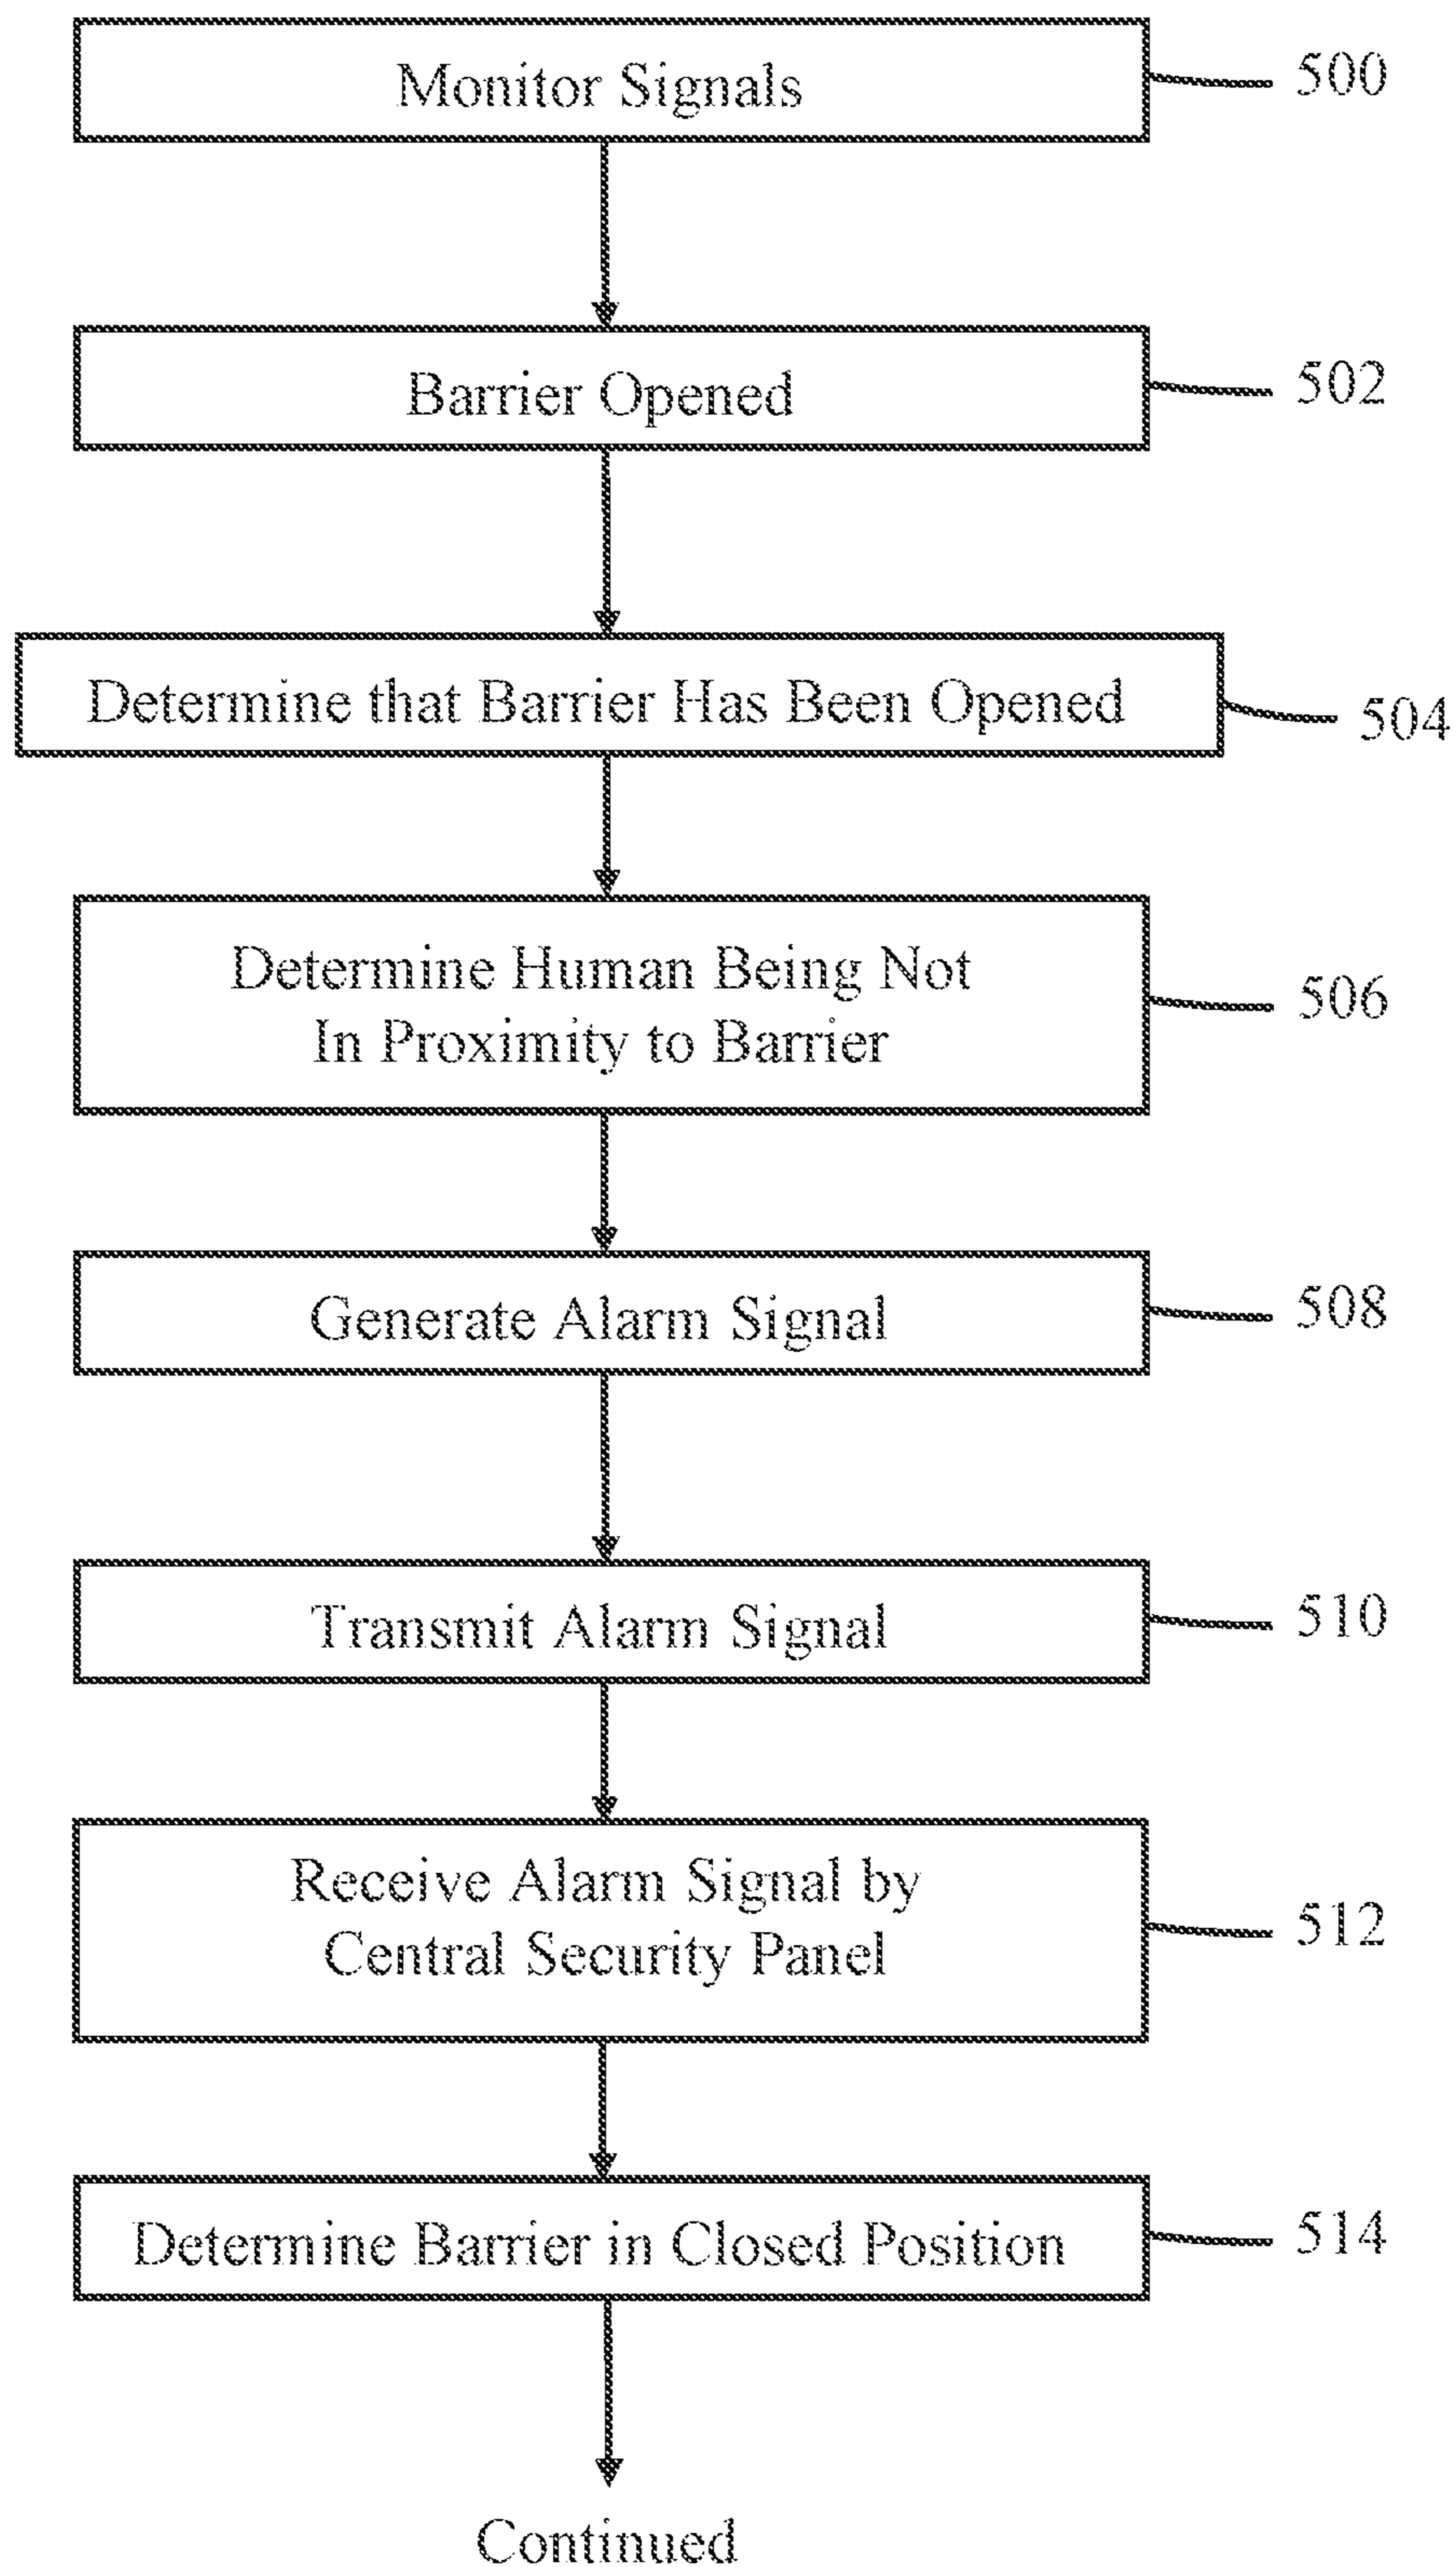 Monitor Signals
500
Barrier Opened
502
Determine that Barrier Has Been Opened
504
Determine Human Being Not
In Proximity to Barrier
506
Generate Alarm Signal
508
Transmit Alarm Signal
510
Receive Alarm Signal by
Central Security Panel
512
Determine Barrier in Closed Position
514
Continued